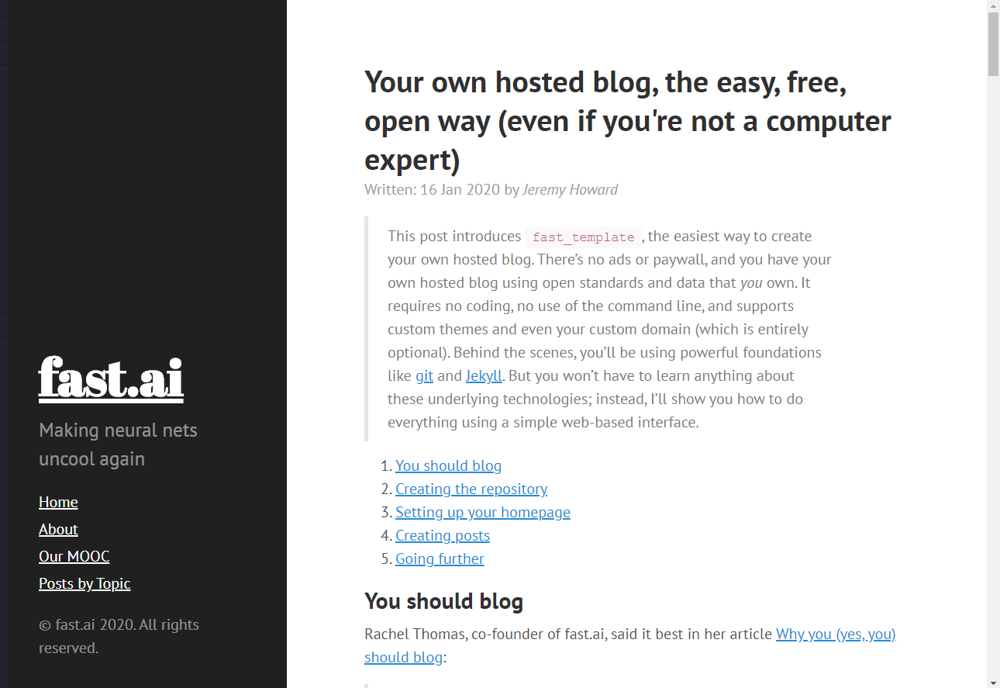 fast.ai
Making neural nets
uncool again
Home
About
Our MOOC
Posts by Topic
© fast.ai 2020. All rights
reserved.
Your own hosted blog, the easy, free,
open way (even if you're not a computer
expert)
Written: 16 Jan 2020 by Jeremy Howard
This post introduces fast_template, the easiest way to create
your own hosted blog. There’s no ads or paywall, and you have your
own hosted blog using open standards and data that you own. It
requires no coding, no use of the command line, and supports
custom themes and even your custom domain (which is entirely
optional). Behind the scenes, you’ll be using powerful foundations
like git and Jekyll. But you won’t have to learn anything about
these underlying technologies; instead, I’ll show you how to do
everything using a simple web-based interface.
1. You should blog
2. Creating the repository
3. Setting up your homepage
4. Creating posts
5. Going further
You should blog
Rachel Thomas, co-founder of fast.ai, said it best in her article Why you (yes, you)
should blog: